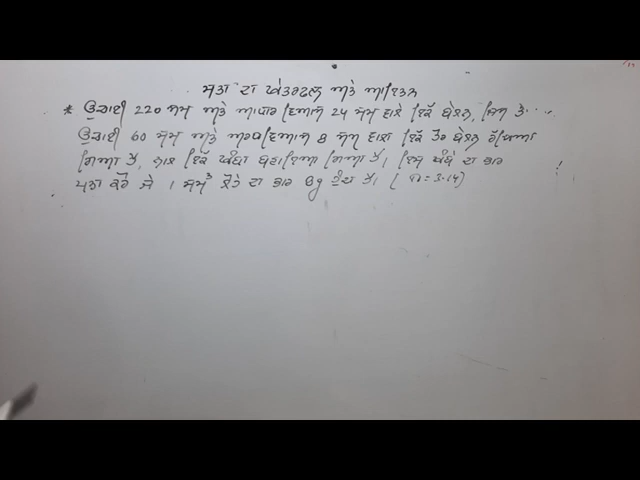 ਸਤਾ ਦਾ ਖੇਤਰਫਲ ਅਤੇ ਆਇਤਨ
* ਉਚਾਈ 220 ਸਮ ਅਤੇ ਆਧਾਰ ਵਿਆਸ 24 ਸਮ ਵਾਲੇ ਇੱਕ ਬੇਲਨ, ਜਿਸ ਤੇ....
ਉਚਾਈ 60 ਸਮ ਅਤੇ ਅਰਧਵਿਆਸ 8 ਸਮ ਵਾਲਾ ਇੱਕ ਹੋਰ ਬੇਲਨ ਰੱਖਿਆ
ਗਿਆ ਹੈ, ਨਾਲ ਇੱਕ ਖੰਭਾ ਬਣਾਇਆ ਗਿਆ ਹੈ। ਇਸ ਖੰਭੇ ਦਾ ਭਾਰ
ਪਤਾ ਕਰੋ ਜੇ 1 ਸਮ³ ਲੋਹੇ ਦਾ ਭਾਰ 8g ਹੁੰਦਾ ਹੈ। ( π = 3.14)